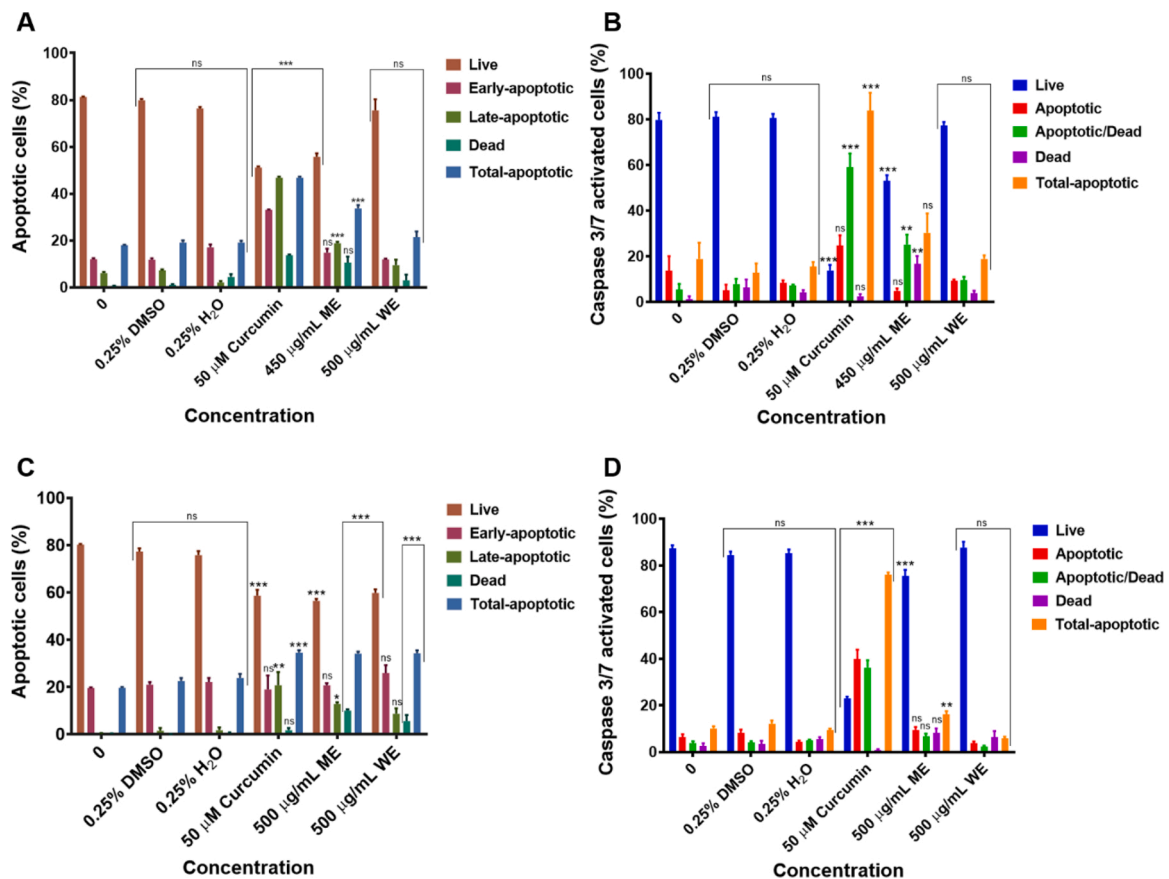 A
Apoptotic cells (%)
100
80
60
40
20
0
ns
***
ns
ns
***
ns
***
Live
Early-apoptotic
Late-apoptotic
Dead
Total-apoptotic
0
0.25% DMSO
0.25% H₂O
50 μM Curcumin
450 μg/mL ME
500 μg/mL WE
Concentration
B
Caspase 3/7 activated cells (%)
100
80
60
40
20
0
ns
ns
***
ns
***
ns
***
***
ns
**
**
ns
Live
Apoptotic
Apoptotic/Dead
Dead
Total-apoptotic
0
0.25% DMSO
0.25% H₂O
50 μM Curcumin
450 μg/mL ME
500 μg/mL WE
Concentration
C
Apoptotic cells (%)
100
80
60
40
20
0
ns
***
***
***
ns
**
ns
***
***
ns
*
ns
ns
Live
Early-apoptotic
Late-apoptotic
Dead
Total-apoptotic
0
0.25% DMSO
0.25% H₂O
50 μM Curcumin
500 μg/mL ME
500 μg/mL WE
Concentration
D
Caspase 3/7 activated cells (%)
100
80
60
40
20
0
ns
***
ns
***
ns
ns
ns
**
Live
Apoptotic
Apoptotic/Dead
Dead
Total-apoptotic
0
0.25% DMSO
0.25% H₂O
50 μM Curcumin
500 μg/mL ME
500 μg/mL WE
Concentration